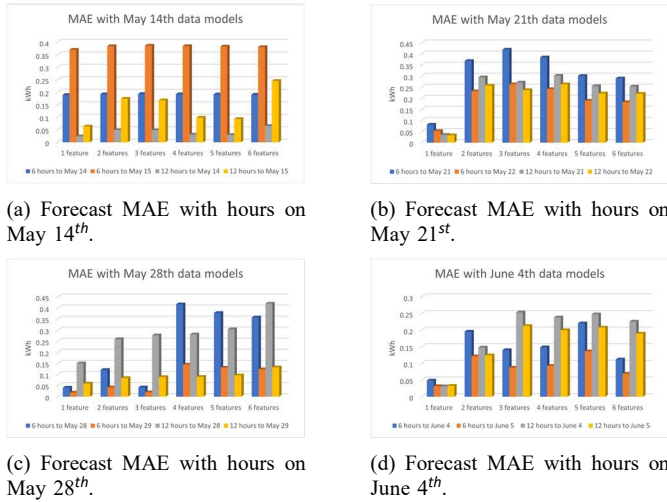 MAE with May 14th data models
kWh
0.4
0.35
0.3
0.25
0.2
0.15
0.1
0.05
0
1 feature 2 features 3 features 4 features 5 features 6 features
6 hours to May 14 6 hours to May 15 12 hours to May 14 12 hours to May 15
(a) Forecast MAE with hours on
May 14th.
MAE with May 21th data models
kWh
0.45
0.4
0.35
0.3
0.25
0.2
0.15
0.1
0.05
0
1 feature 2 features 3 features 4 features 5 features 6 features
6 hours to May 21 6 hours to May 22 12 hours to May 21 12 hours to May 22
(b) Forecast MAE with hours on
May 21st.
MAE with May 28th data models
kWh
0.45
0.4
0.35
0.3
0.25
0.2
0.15
0.1
0.05
0
1 feature 2 features 3 features 4 features 5 features 6 features
6 hours to May 28 6 hours to May 29 12 hours to May 28 12 hours to May 29
(c) Forecast MAE with hours on
May 28th.
MAE with June 4th data models
kWh
0.3
0.25
0.2
0.15
0.1
0.05
0
1 feature 2 features 3 features 4 features 5 features 6 features
6 hours to June 4 6 hours to June 5 12 hours to June 4 12 hours to June 5
(d) Forecast MAE with hours on
June 4th.